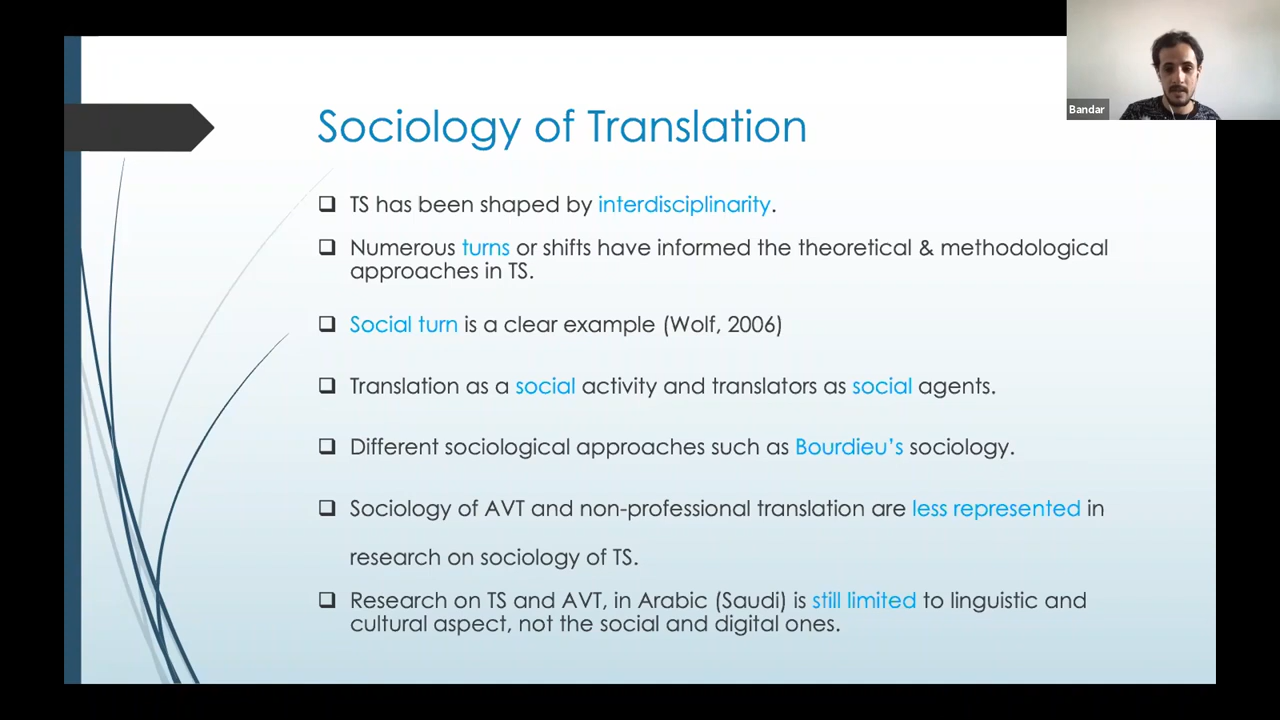 Sociology of Translation
Bandar
❑ TS has been shaped by interdisciplinarity.
❑ Numerous turns or shifts have informed the theoretical & methodological
approaches in TS.
❑ Social turn is a clear example (Wolf, 2006)
❑ Translation as a social activity and translators as social agents.
❑ Different sociological approaches such as Bourdieu’s sociology.
❑ Sociology of AVT and non-professional translation are less represented in
research on sociology of TS.
❑ Research on TS and AVT, in Arabic (Saudi) is still limited to linguistic and
cultural aspect, not the social and digital ones.